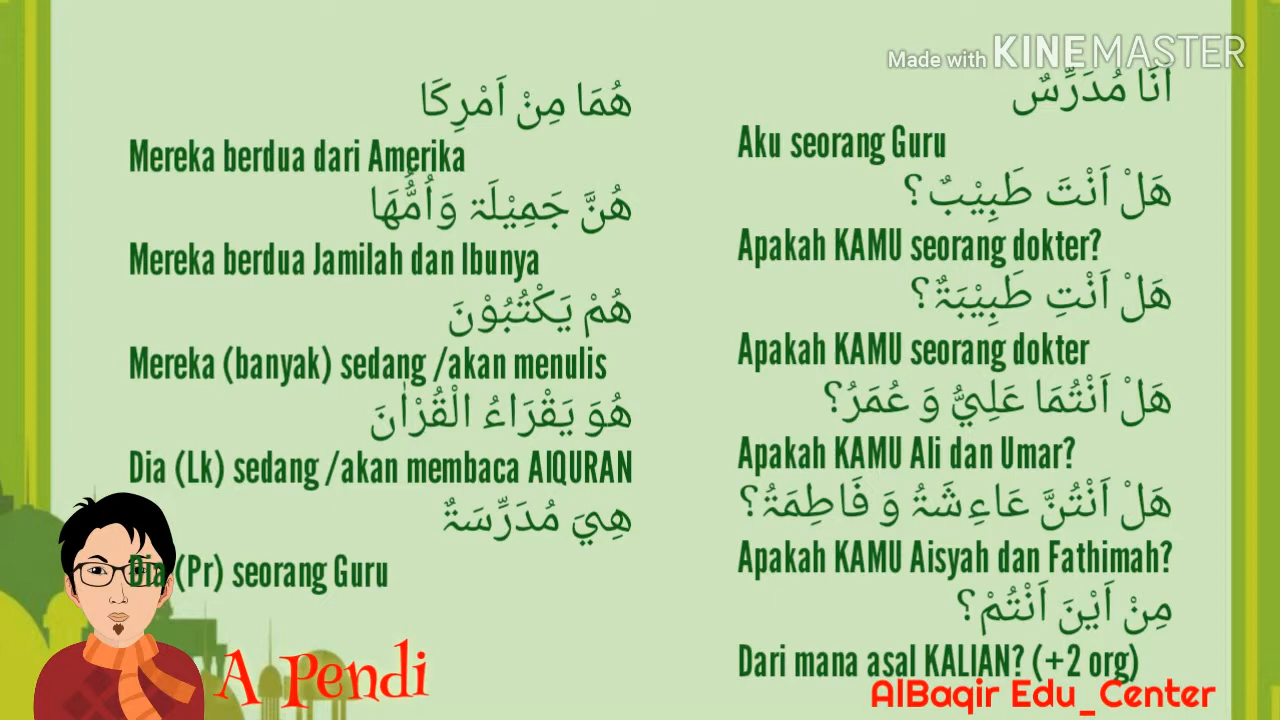 Made with KINEMASTER
هُمَا مِنْ اَمْرِكَا
Mereka berdua dari Amerika
هُنَّ جَمِيْلَة وَاُمُّهَا
Mereka berdua Jamilah dan Ibunya
هُمْ يَكْتُبُوْنَ
Mereka (banyak) sedang /akan menulis
هُوَ يَقْرَاءُ الْقُرْاٰنَ
Dia (Lk) sedang /akan membaca AlQURAN
هِيَ مُدَرِّسَةٌ
Dia (Pr) seorang Guru
اَنَا مُدَرِّسٌ
Aku seorang Guru
هَلْ اَنْتَ طَبِيْبٌ؟
Apakah KAMU seorang dokter?
هَلْ اَنْتِ طَبِيْبَةٌ؟
Apakah KAMU seorang dokter
هَلْ اَنْتُمَا عَلِيُّ وَ عُمَرُ؟
Apakah KAMU Ali dan Umar?
هَلْ اَنْتُنَّ عَاءِشَةُ وَ فَاطِمَةُ؟
Apakah KAMU Aisyah dan Fathimah?
مِنْ اَيْنَ اَنْتُمْ؟
Dari mana asal KALIAN? (+2 org)
A Pendi
AlBaqir Edu_Center